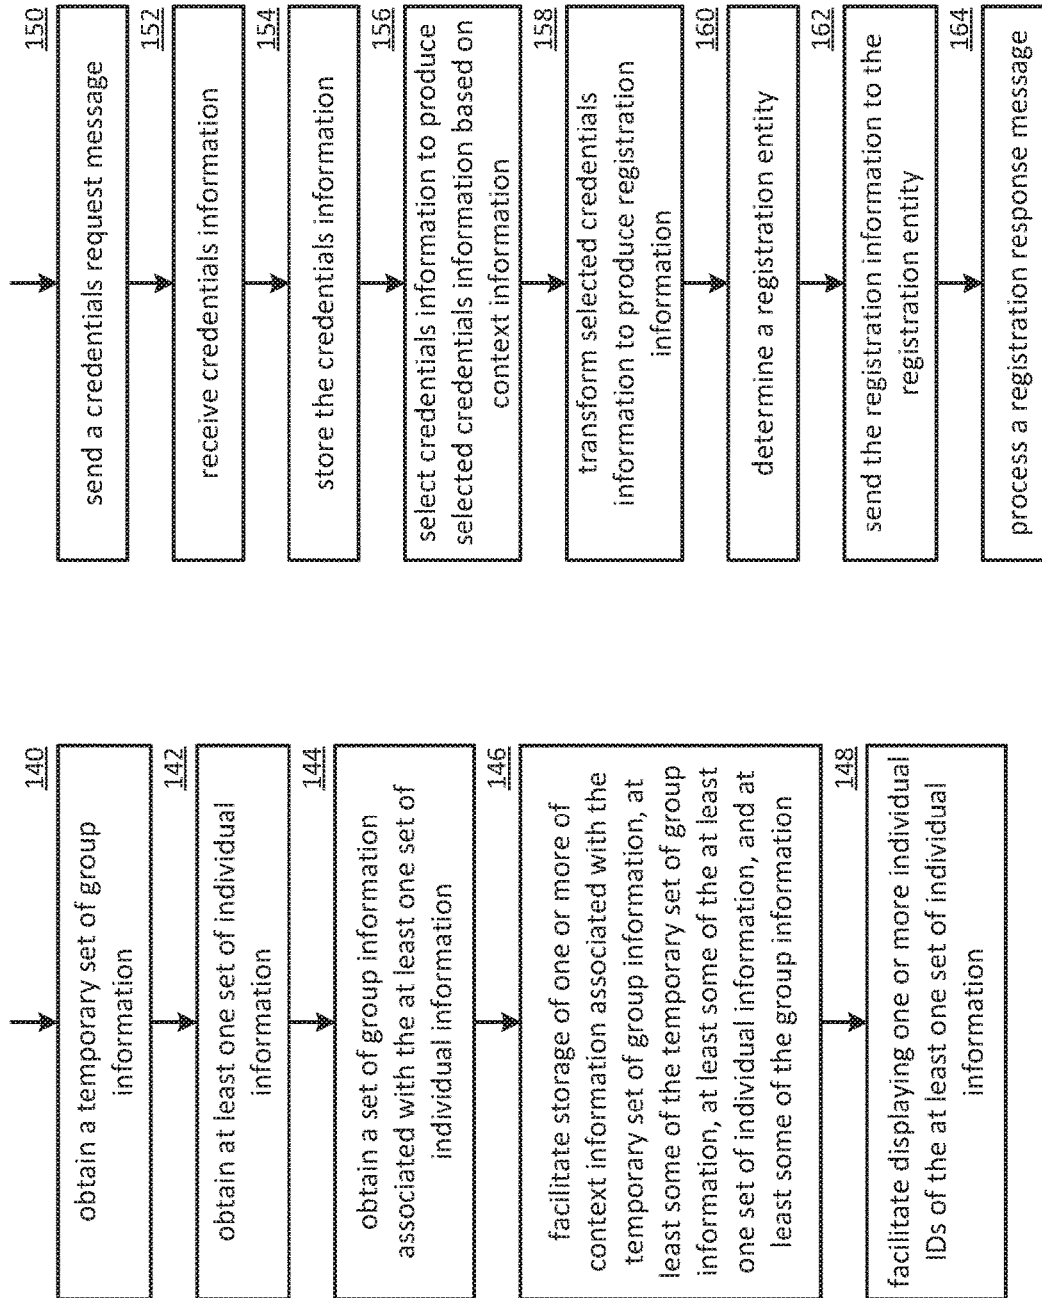 140
obtain a temporary set of group
information
142
obtain at least one set of individual
information
144
obtain a set of group information
associated with the at least one set of
individual information
146
facilitate storage of one or more of
context information associated with the
temporary set of group information, at
least some of the temporary set of group
information, at least some of the at least
one set of individual information, and at
least some of the group information
148
facilitate displaying one or more individual
IDs of the at least one set of individual
information
150
send a credentials request message
152
receive credentials information
154
store the credentials information
156
select credentials information to produce
selected credentials information based on
context information
158
transform selected credentials
information to produce registration
information
160
determine a registration entity
162
send the registration information to the
registration entity
164
process a registration response message